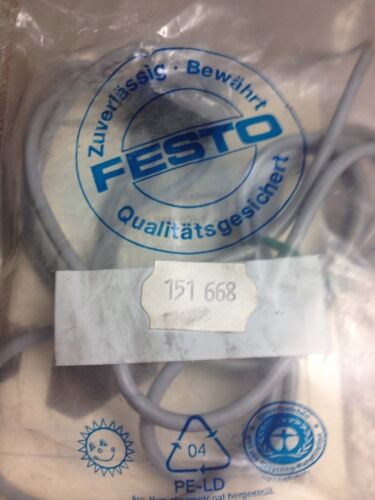 Zuverlässig · Bewährt
FESTO
Qualitätsgesichert
151 668
04
PE-LD